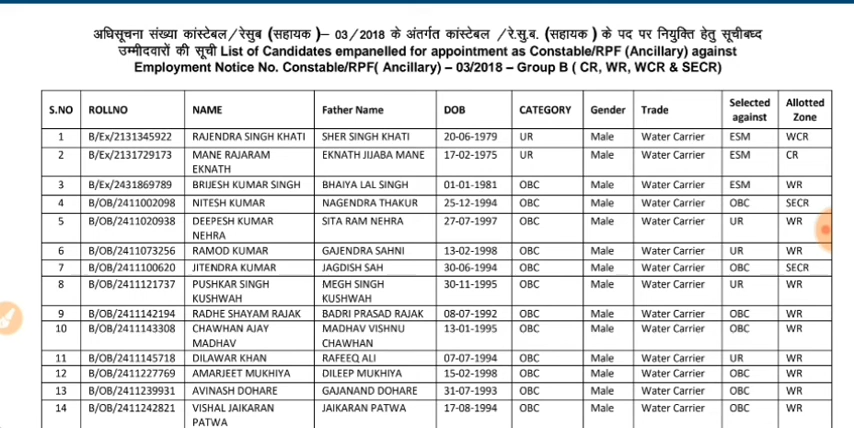 अधिसूचना संख्या कांस्टेबल/रेसुब (सहायक )– 03/2018 के अंतर्गत कांस्टेबल /रे.सु.ब. (सहायक ) के पद पर नियुक्ति हेतु सूचीबध्द
उम्मीदवारों की सूची List of Candidates empanelled for appointment as Constable/RPF (Ancillary) against
Employment Notice No. Constable/RPF( Ancillary) – 03/2018 – Group B ( CR, WR, WCR & SECR)
S.NO ROLLNO NAME Father Name DOB CATEGORY Gender Trade Selected against Allotted Zone
1 B/Ex/2131345922 RAJENDRA SINGH KHATI SHER SINGH KHATI 20-06-1979 UR Male Water Carrier ESM WCR
2 B/Ex/2131729173 MANE RAJARAM EKNATH EKNATH JIJABA MANE 17-02-1975 UR Male Water Carrier ESM CR
3 B/Ex/2431869789 BRIJESH KUMAR SINGH BHAIYA LAL SINGH 01-01-1981 OBC Male Water Carrier ESM WR
4 B/OB/2411002098 NITESH KUMAR NAGENDRA THAKUR 25-12-1994 OBC Male Water Carrier OBC SECR
5 B/OB/2411020938 DEEPESH KUMAR NEHRA SITA RAM NEHRA 27-07-1997 OBC Male Water Carrier UR WR
6 B/OB/2411073256 RAMOD KUMAR GAJENDRA SAHNI 13-02-1998 OBC Male Water Carrier UR WR
7 B/OB/2411100620 JITENDRA KUMAR JAGDISH SAH 30-06-1994 OBC Male Water Carrier OBC SECR
8 B/OB/2411121737 PUSHKAR SINGH KUSHWAH MEGH SINGH KUSHWAH 30-11-1995 OBC Male Water Carrier UR WR
9 B/OB/2411142194 RADHE SHAYAM RAJAK BADRI PRASAD RAJAK 08-07-1992 OBC Male Water Carrier OBC WR
10 B/OB/2411143308 CHAWHAN AJAY MADHAV MADHAV VISHNU CHAWHAN 13-01-1995 OBC Male Water Carrier OBC WR
11 B/OB/2411145718 DILAWAR KHAN RAFEEQ ALI 07-07-1994 OBC Male Water Carrier UR WR
12 B/OB/2411227769 AMARJEET MUKHIYA DILEEP MUKHIYA 15-02-1998 OBC Male Water Carrier OBC WR
13 B/OB/2411239931 AVINASH DOHARE GAJANAND DOHARE 31-07-1993 OBC Male Water Carrier OBC WR
14 B/OB/2411242821 VISHAL JAIKARAN PATWA JAIKARAN PATWA 17-08-1994 OBC Male Water Carrier OBC WR